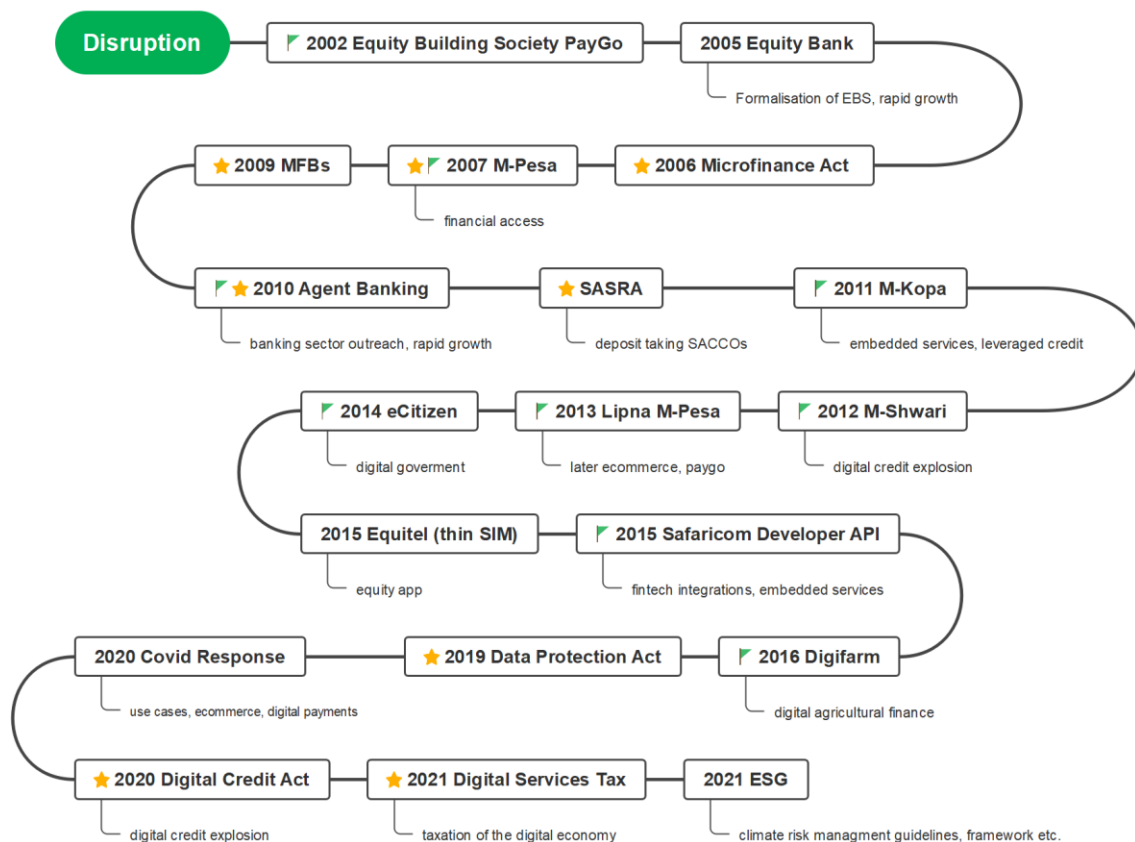 Disruption
2002 Equity Building Society PayGo
2005 Equity Bank
Formalisation of EBS, rapid growth
2006 Microfinance Act
2007 M-Pesa
financial access
2009 MFBs
2010 Agent Banking
banking sector outreach, rapid growth
SASRA
deposit taking SACCOs
2011 M-Kopa
embedded services, leveraged credit
2012 M-Shwari
digital credit explosion
2013 Lipna M-Pesa
later ecommerce, paygo
2014 eCitizen
digital goverment
2015 Equitel (thin SIM)
equity app
2015 Safaricom Developer API
fintech integrations, embedded services
2016 Digifarm
digital agricultural finance
2019 Data Protection Act
2020 Covid Response
use cases, ecommerce, digital payments
2020 Digital Credit Act
digital credit explosion
2021 Digital Services Tax
taxation of the digital economy
2021 ESG
climate risk managment guidelines, framework etc.